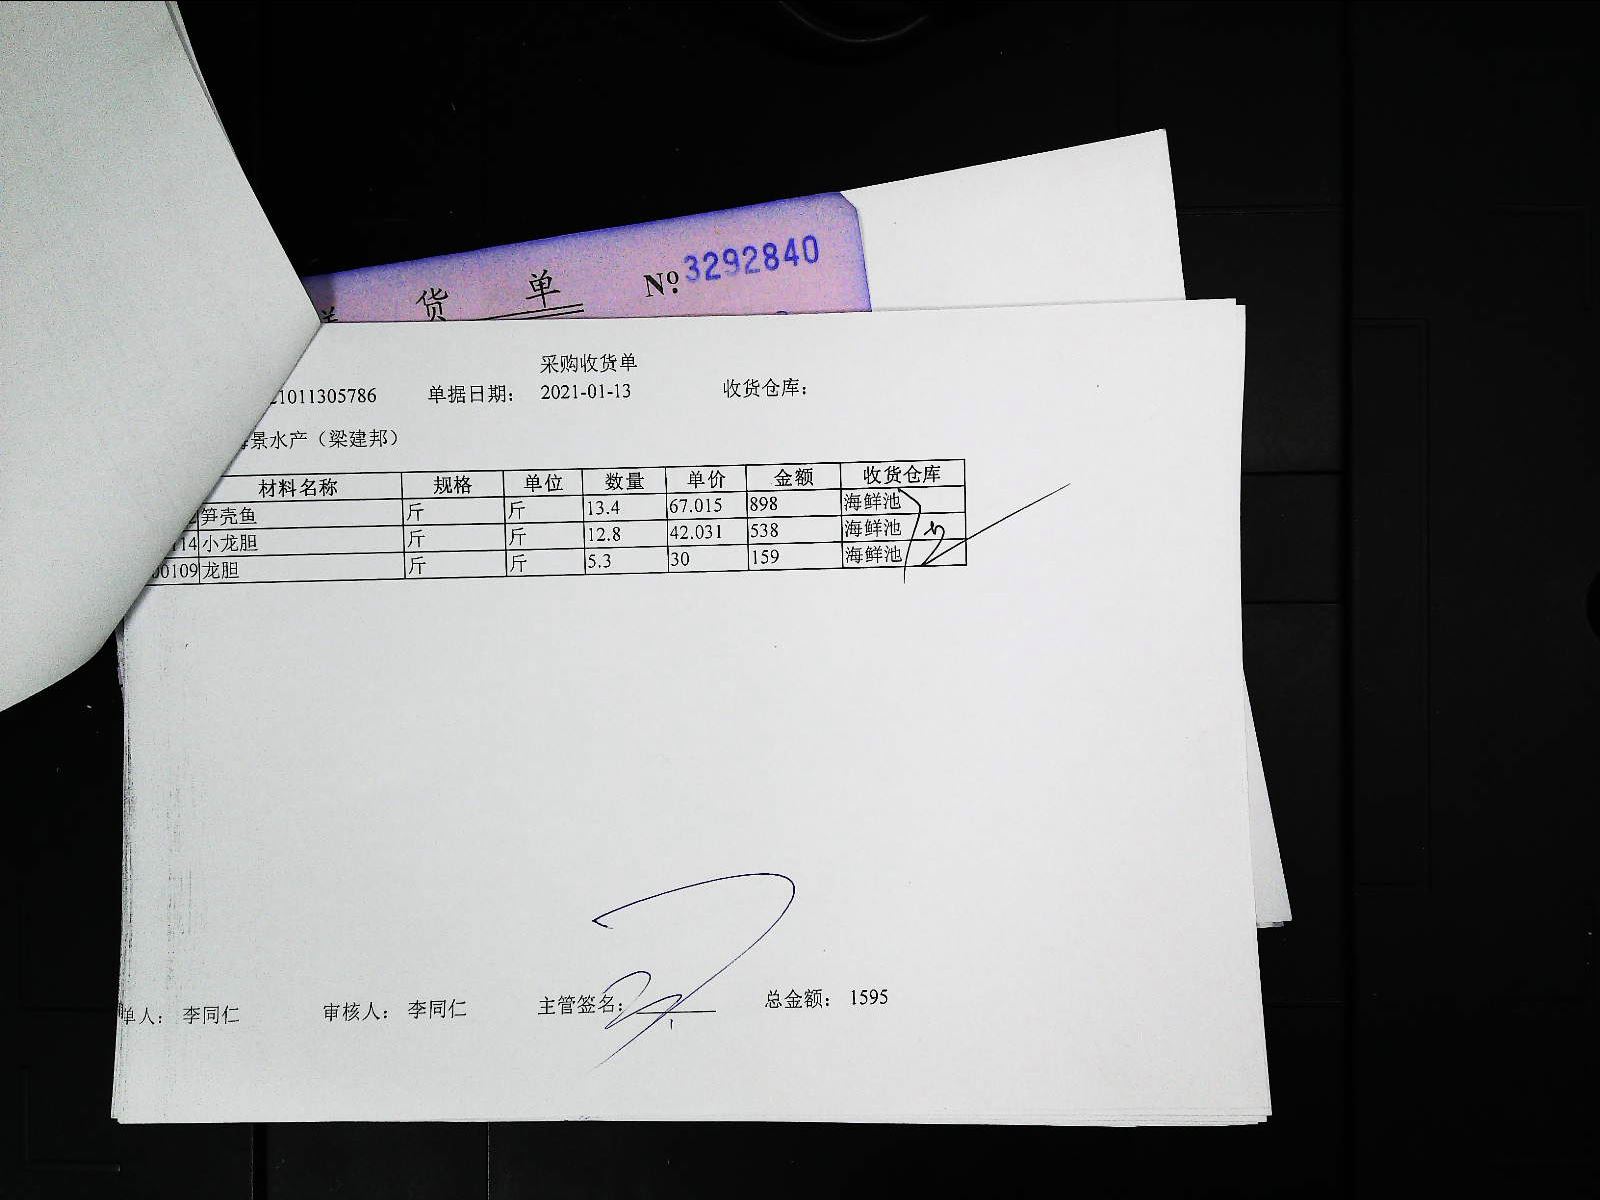 货 单 Nº 3292840
采购收货单
21011305786 单据日期: 2021-01-13 收货仓库:
景水产（梁建邦）
材料名称 规格 单位 数量 单价 金额 收货仓库
笋壳鱼 斤 斤 13.4 67.015 898 海鲜池
114 小龙胆 斤 斤 12.8 42.031 538 海鲜池
00109 龙胆 斤 斤 5.3 30 159 海鲜池
单人: 李同仁 审核人: 李同仁 主管签名: 总金额: 1595